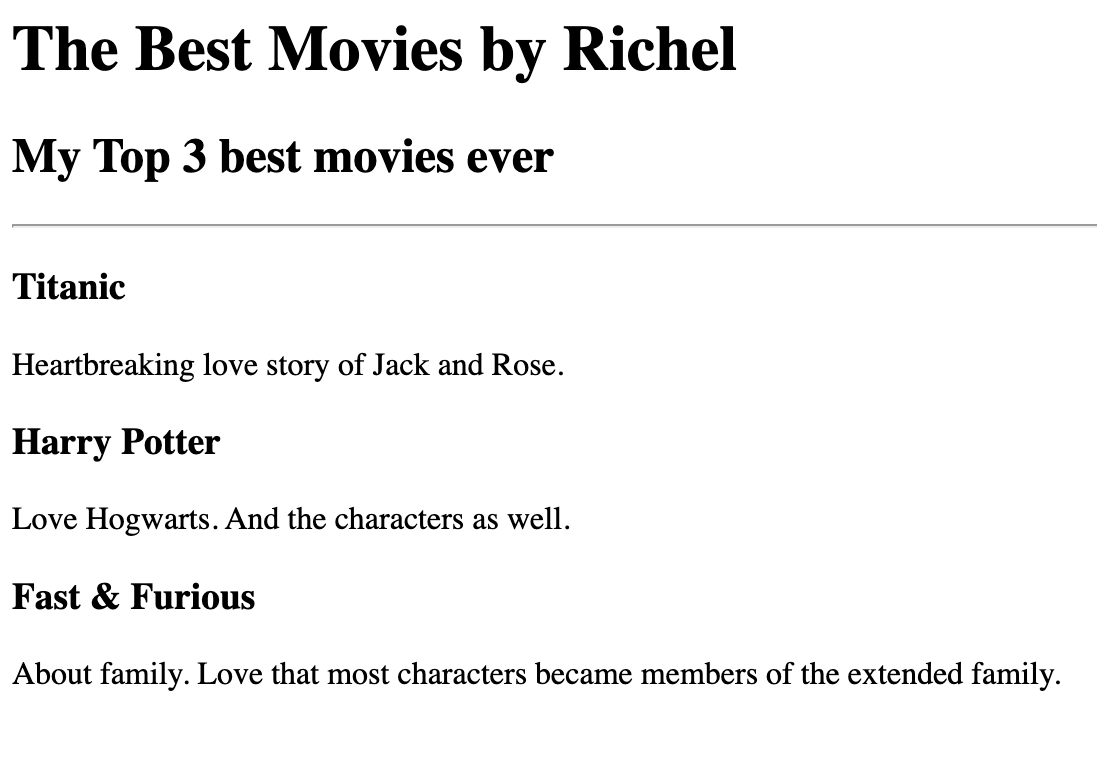 The Best Movies by Richel
My Top 3 best movies ever
Titanic
Heartbreaking love story of Jack and Rose.
Harry Potter
Love Hogwarts. And the characters as well.
Fast & Furious
About family. Love that most characters became members of the extended family.